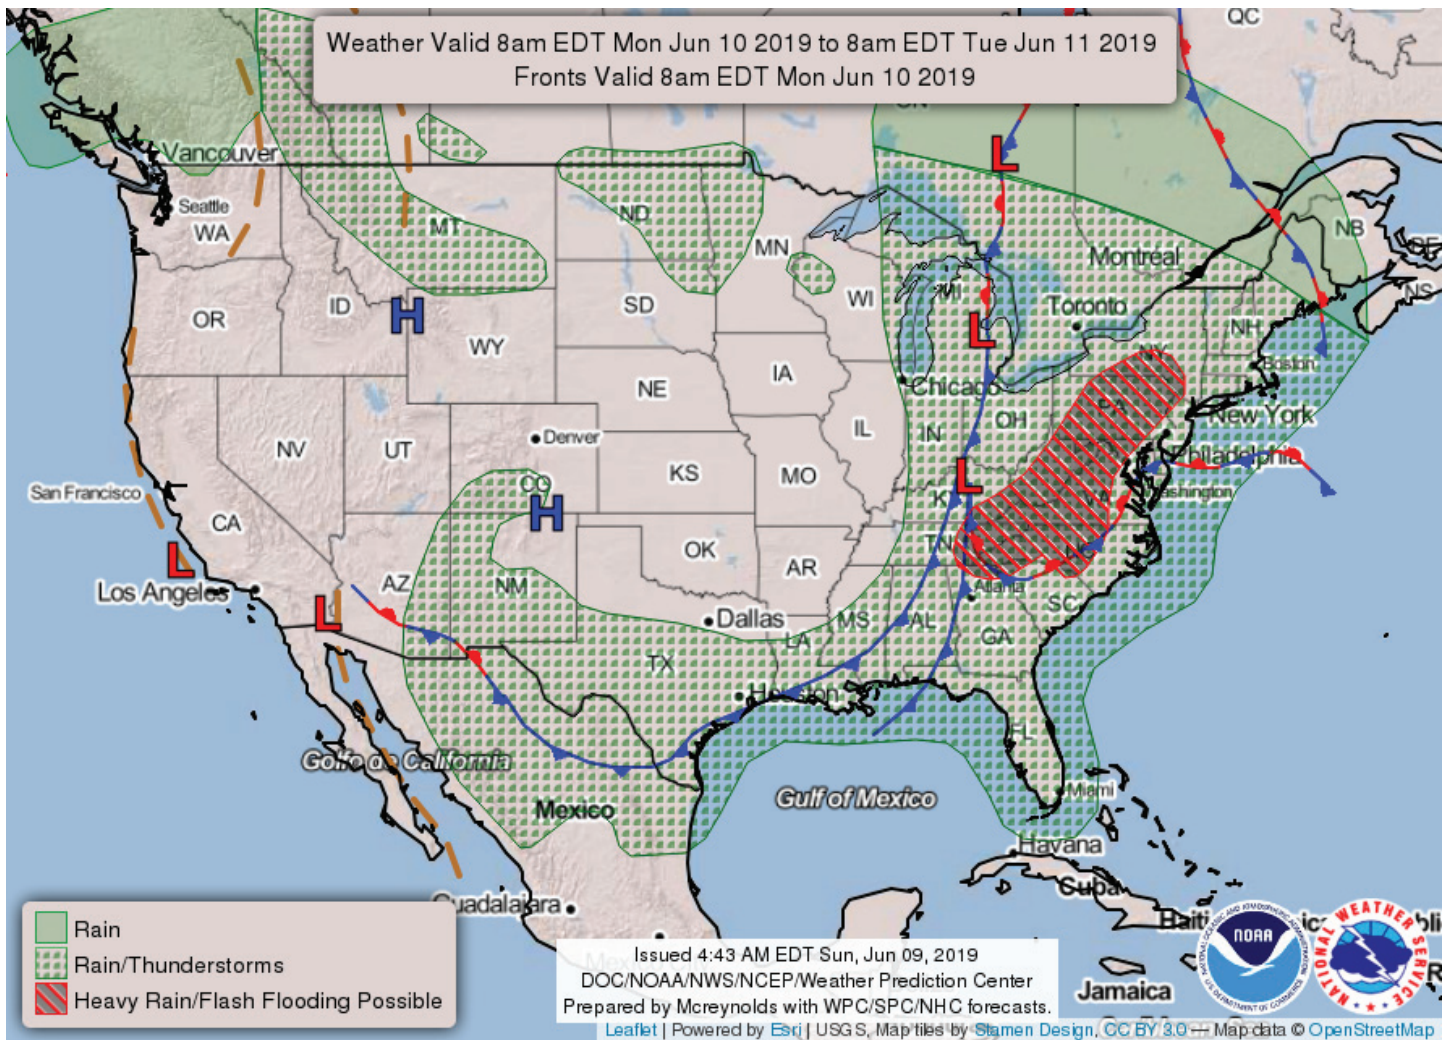 QC
Weather Valid 8am EDT Mon Jun 10 2019 to 8am EDT Tue Jun 11 2019
Fronts Valid 8am EDT Mon Jun 10 2019
Vancouver
L
Seattle
WA
MT
ND
MN
NB
Montréal
NS
OR
ID
H
SD
WI
MI
Toronto
NH
L
WY
NY
Boston
IA
NE
Chicago
PA
New York
NV
UT
Denver
IL
IN
OH
Philadelphia
KS
MO
L
San Francisco
CO
VA
Washington
CA
H
NM
OK
TN
NC
L
Los Angeles
AZ
AR
Atlanta
L
Dallas
MS
AL
SC
LA
GA
TX
Houston
FL
Golfo de California
Mexico
Gulf of Mexico
Miami
Havana
Cuba
Guadalajara
Rain
Rain/Thunderstorms
Heavy Rain/Flash Flooding Possible
Issued 4:43 AM EDT Sun, Jun 09, 2019
DOC/NOAA/NWS/NCEP/Weather Prediction Center
Prepared by Mcreynolds with WPC/SPC/NHC forecasts.
Jamaica
NOAA
NATIONAL WEATHER SERVICE
Leaflet | Powered by Esri | USGS, Map tiles by Stamen Design, CC BY 3.0 — Map data © OpenStreetMap